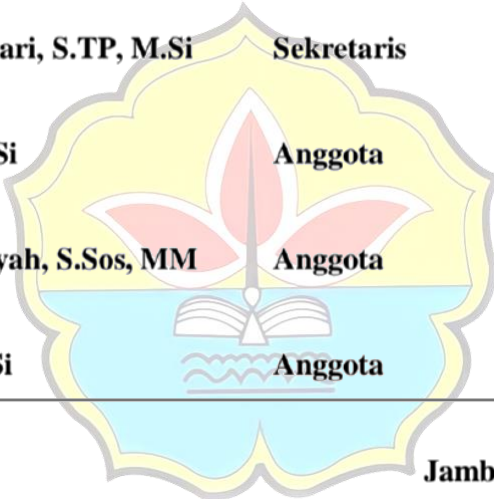 ari, S.TP, M.Si Sekretaris
Si Anggota
yah, S.Sos, MM Anggota
Si Anggota
Jamb